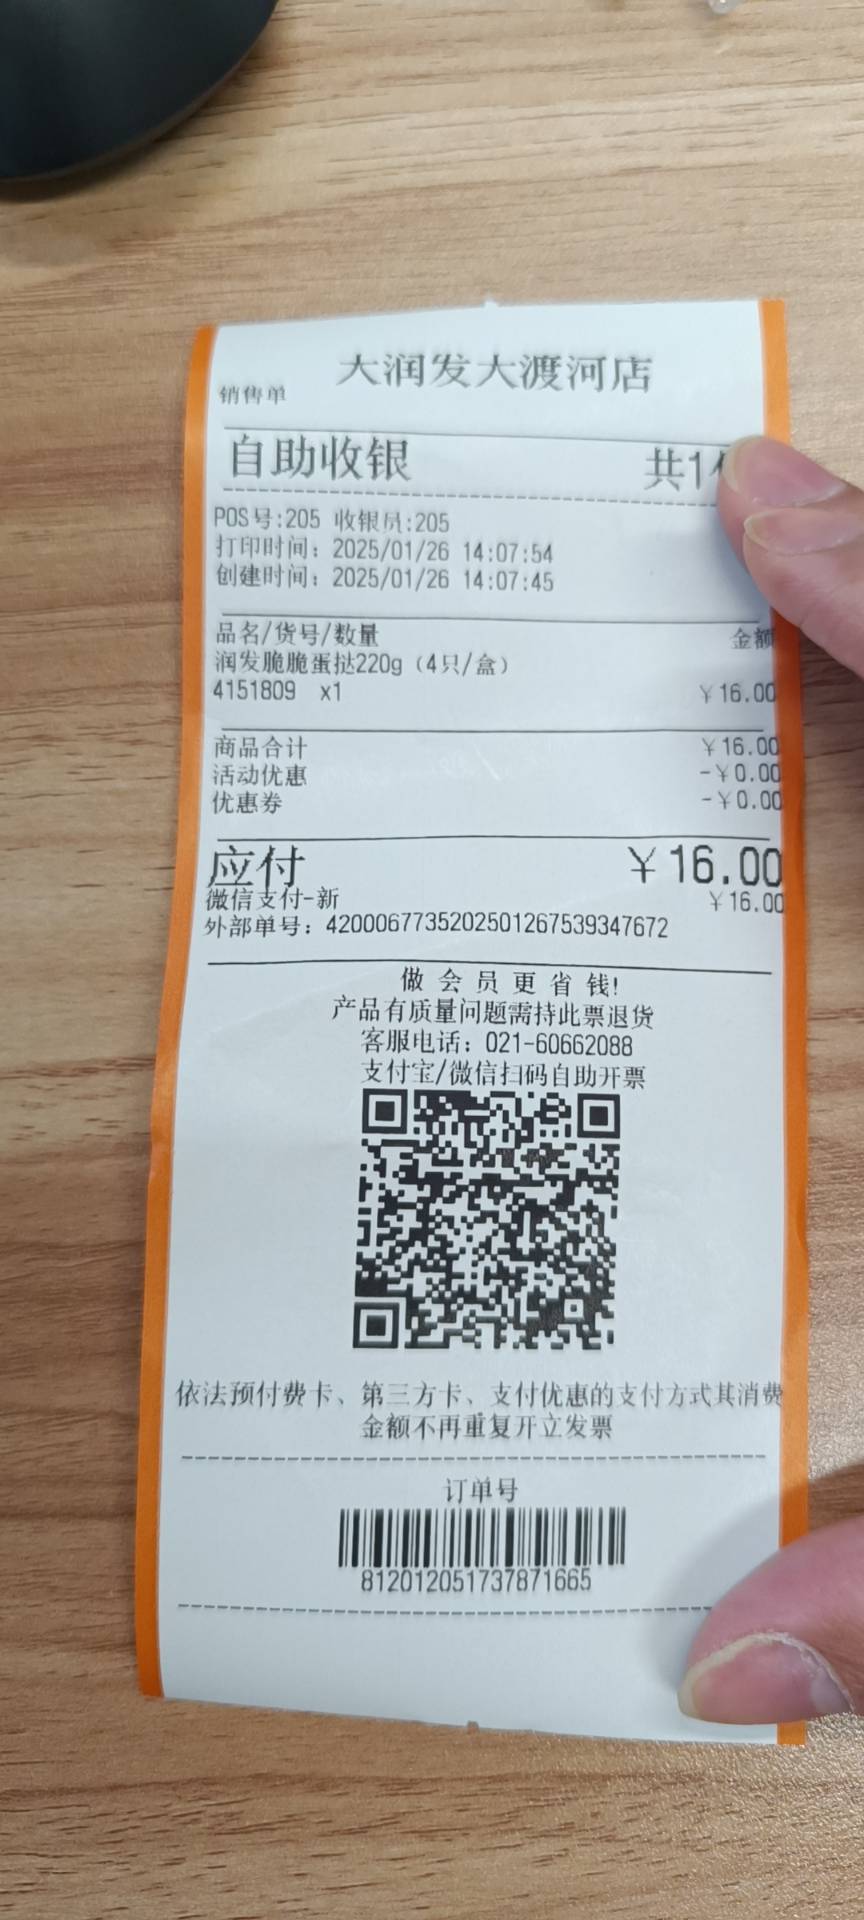 大润发大渡河店
销售单
自助收银 共1
POS号:205 收银员:205
打印时间：2025/01/26 14:07:54
创建时间：2025/01/26 14:07:45
品名/货号/数量 金额
润发脆脆蛋挞220g（4只/盒）
4151809 x1 ￥16.00
商品合计 ￥16.00
活动优惠 -￥0.00
优惠券 -￥0.00
应付 ￥16.00
微信支付-新 ￥16.00
外部单号：4200067735202501267539347672
做会员更省钱!
产品有质量问题需持此票退货
客服电话：021-60662088
支付宝/微信扫码自助开票
依法预付费卡、第三方卡、支付优惠的支付方式其消费
金额不再重复开立发票
订单号
812012051737871665